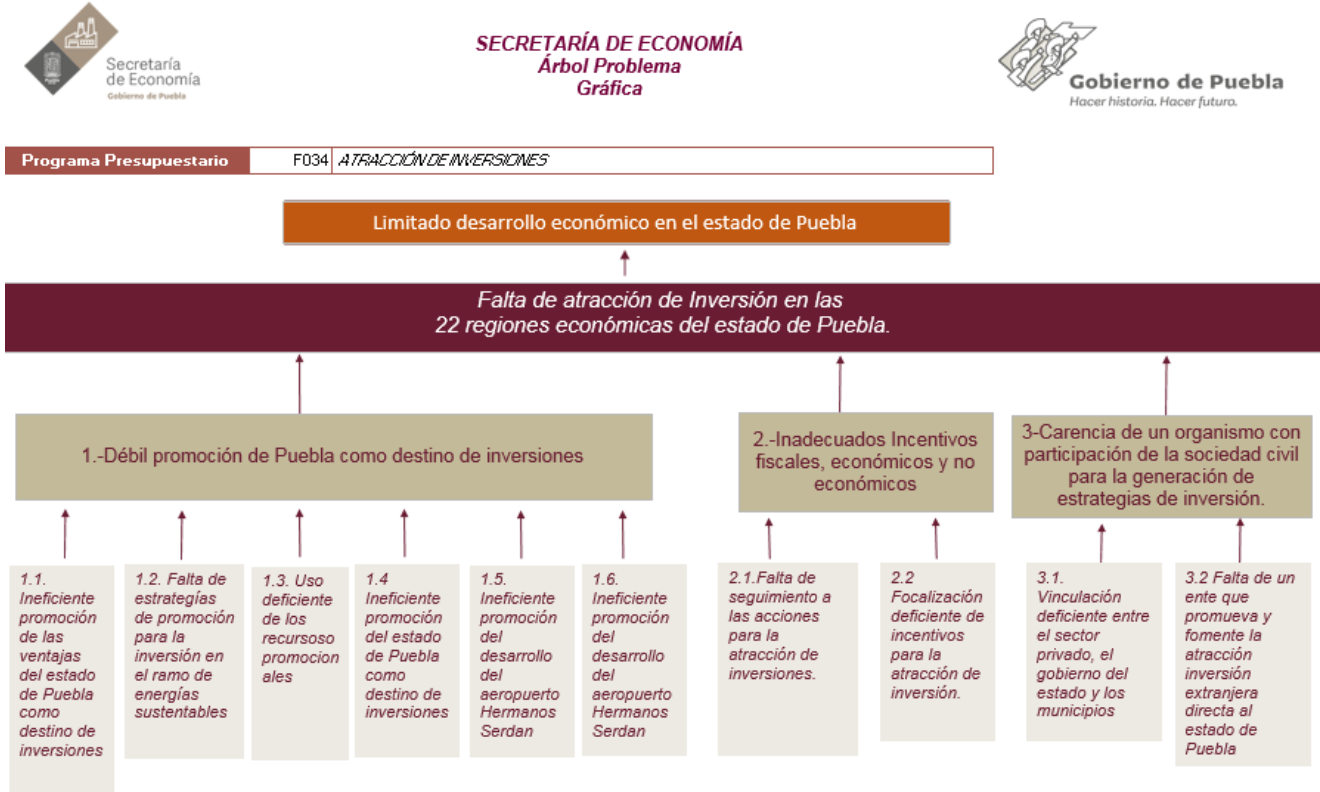 Secretaría
de Economía
Gobierno de Puebla
SECRETARÍA DE ECONOMÍA
Árbol Problema
Gráfica
Gobierno de Puebla
Hacer historia. Hacer futuro.
Programa Presupuestario F034 ATRACCIÓN DE INVERSIONES
Limitado desarrollo económico en el estado de Puebla
Falta de atracción de Inversión en las
22 regiones económicas del estado de Puebla.
1.-Débil promoción de Puebla como destino de inversiones
2.-Inadecuados Incentivos
fiscales, económicos y no
económicos
3-Carencia de un organismo con
participación de la sociedad civil
para la generación de
estrategias de inversión.
1.1.
Ineficiente
promoción
de las
ventajas
del estado
de Puebla
como
destino de
inversiones
1.2. Falta de
estrategías
de promoción
para la
inversión en
el ramo de
energías
sustentables
1.3. Uso
deficiente
de los
recursoso
promocion
ales
1.4
Ineficiente
promoción
del estado
de Puebla
como
destino de
inversiones
1.5.
Ineficiente
promoción
del
desarrollo
del
aeropuerto
Hermanos
Serdan
1.6.
Ineficiente
promoción
del
desarrollo
del
aeropuerto
Hermanos
Serdan
2.1.Falta de
seguimiento a
las acciones
para la
atracción de
inversiones.
2.2
Focalización
deficiente de
incentivos
para la
atracción de
inversión.
3.1.
Vinculación
deficiente entre
el sector
privado, el
gobierno del
estado y los
municipios
3.2 Falta de un
ente que
promueva y
fomente la
atracción
inversión
extranjera
directa al
estado de
Puebla